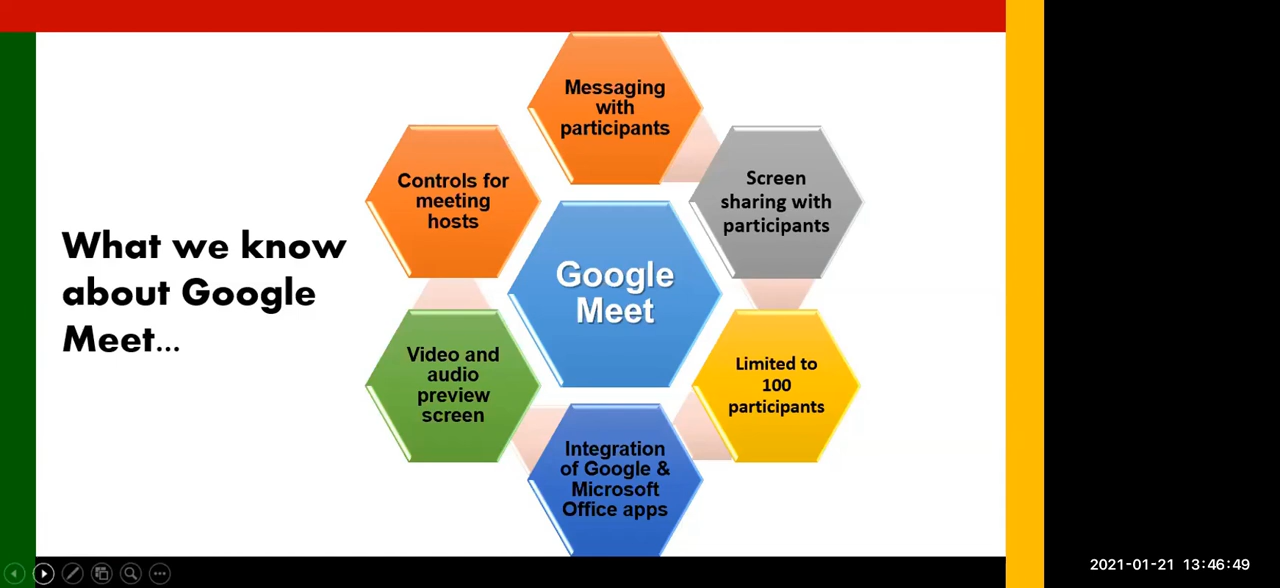 What we know
about Google
Meet...
Messaging
with
participants
Screen
sharing with
participants
Limited to
100
participants
Integration
of Google &
Microsoft
Office apps
Video and
audio
preview
screen
Controls for
meeting
hosts
Google
Meet
2021-01-21 13:46:49